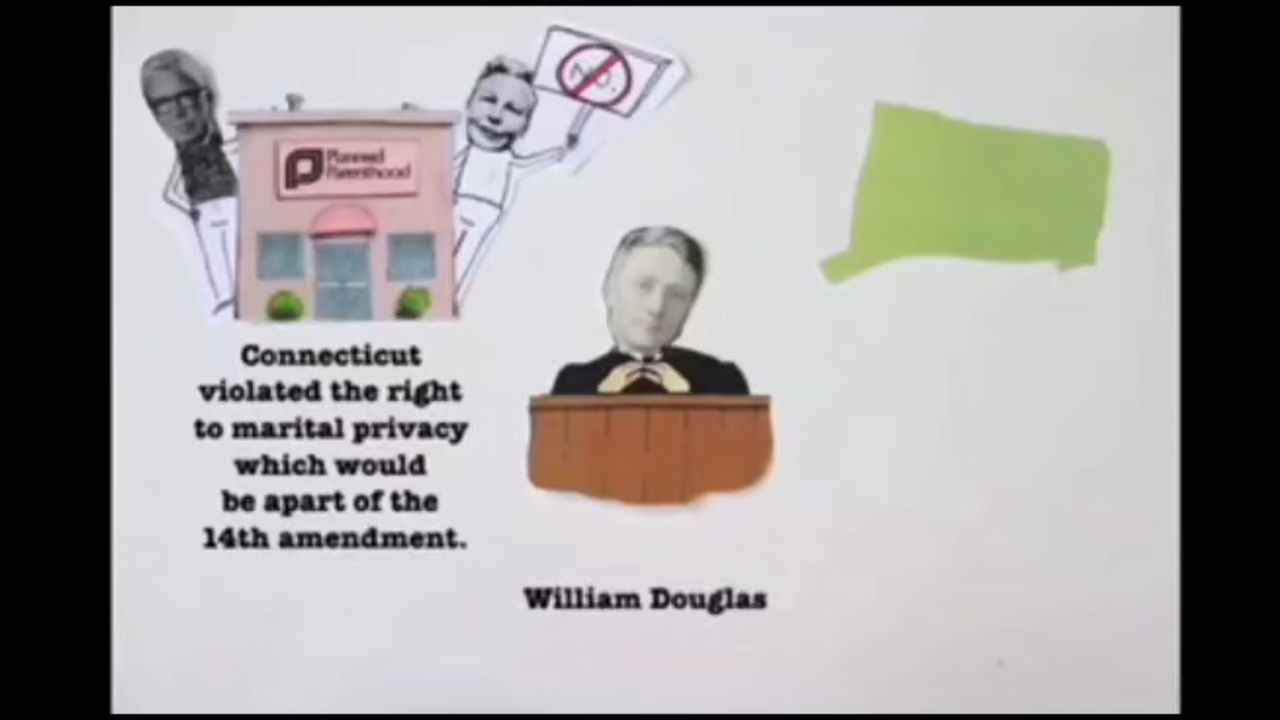 NO.
Planned
Parenthood
Connecticut
violated the right
to marital privacy
which would
be apart of the
14th amendment.
William Douglas